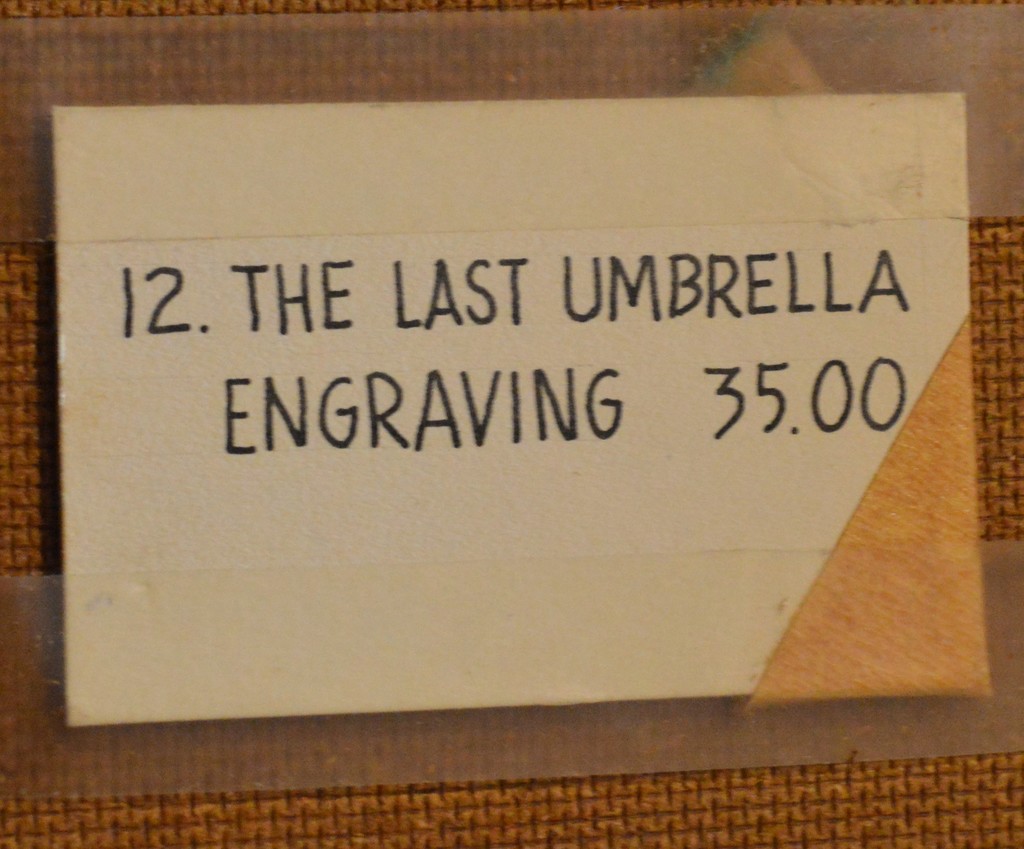 12. THE LAST UMBRELLA
ENGRAVING 35.00